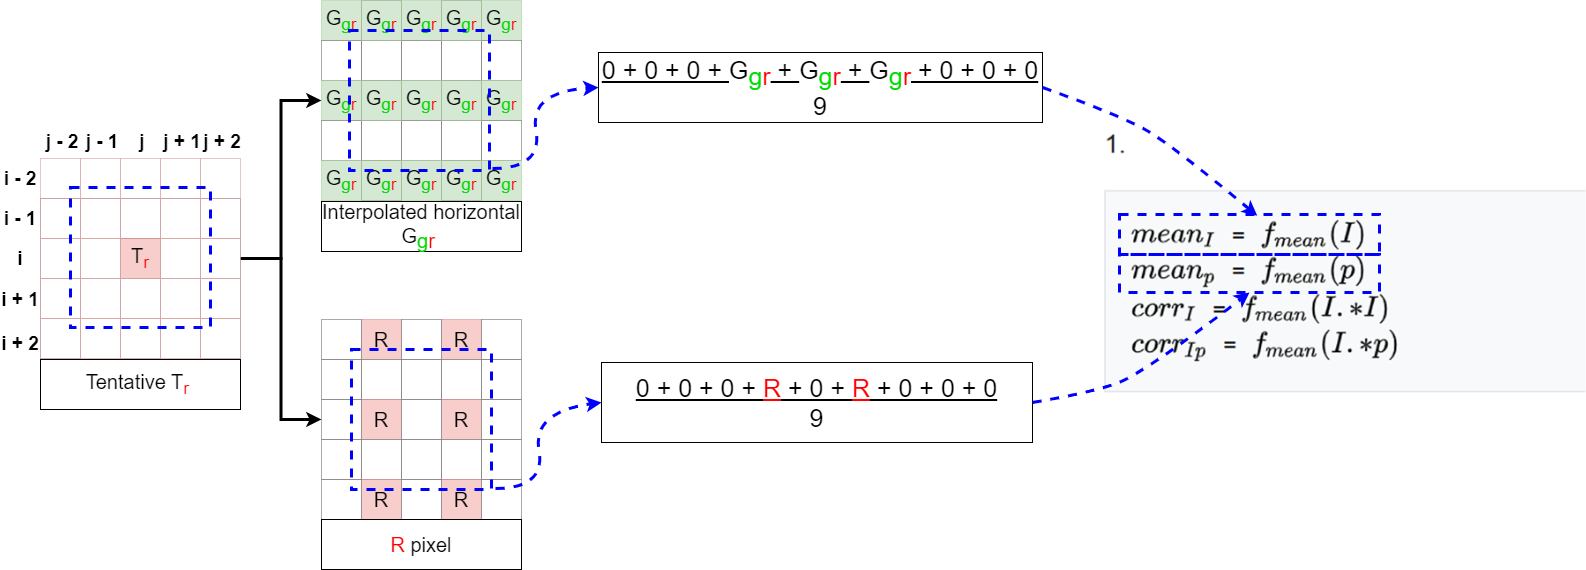 j - 2 j - 1 j j + 1 j + 2
i - 2
i - 1
i
i + 1
i + 2
Tr
Tentative Tr
Ggr Ggr Ggr Ggr Ggr
Ggr Ggr Ggr Ggr Ggr
Ggr Ggr Ggr Ggr Ggr
Interpolated horizontal
Ggr
R R
R R
R R
R pixel
0 + 0 + 0 + Ggr + Ggr + Ggr + 0 + 0 + 0
9
0 + 0 + 0 + R + 0 + R + 0 + 0 + 0
9
1.
meanI = fmean(I)
meanp = fmean(p)
corrI = fmean(I.*I)
corrIp = fmean(I.*p)